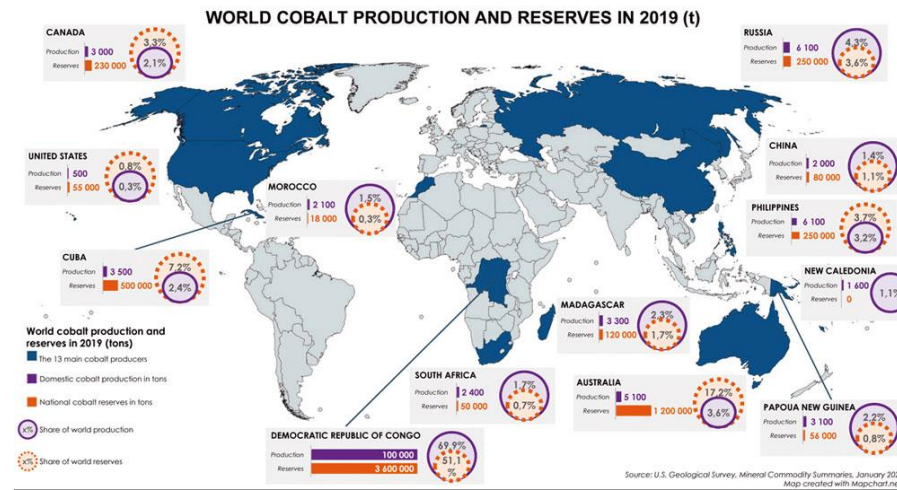 WORLD COBALT PRODUCTION AND RESERVES IN 2019 (t)
CANADA
Production 3 000
Reserves 230 000
3,3%
2,1%
RUSSIA
Production 6 100
Reserves 250 000
4,3%
3,6%
UNITED STATES
Production 500
Reserves 55 000
0,8%
0,3%
MOROCCO
Production 2 100
Reserves 18 000
1,5%
0,3%
CHINA
Production 2 000
Reserves 80 000
1,4%
1,1%
PHILIPPINES
Production 6 100
Reserves 250 000
3,7%
3,2%
CUBA
Production 3 500
Reserves 500 000
7,2%
2,4%
NEW CALEDONIA
Production 1 600
Reserves 0
1,1%
MADAGASCAR
Production 3 300
Reserves 120 000
2,3%
1,7%
World cobalt production and
reserves in 2019 (tons)
The 13 main cobalt producers
Domestic cobalt production in tons
National cobalt reserves in tons
x% Share of world production
x% Share of world reserves
SOUTH AFRICA
Production 2 400
Reserves 50 000
1,7%
0,7%
AUSTRALIA
Production 5 100
Reserves 1 200 000
17,2%
3,6%
PAPOUA NEW GUINEA
Production 3 100
Reserves 56 000
2,2%
0,8%
DEMOCRATIC REPUBLIC OF CONGO
Production 100 000
Reserves 3 600 000
69,9%
51,1
%
Source: U.S. Geological Survey, Mineral Commodity Summaries, January 202
Map created with Mapchart.ne